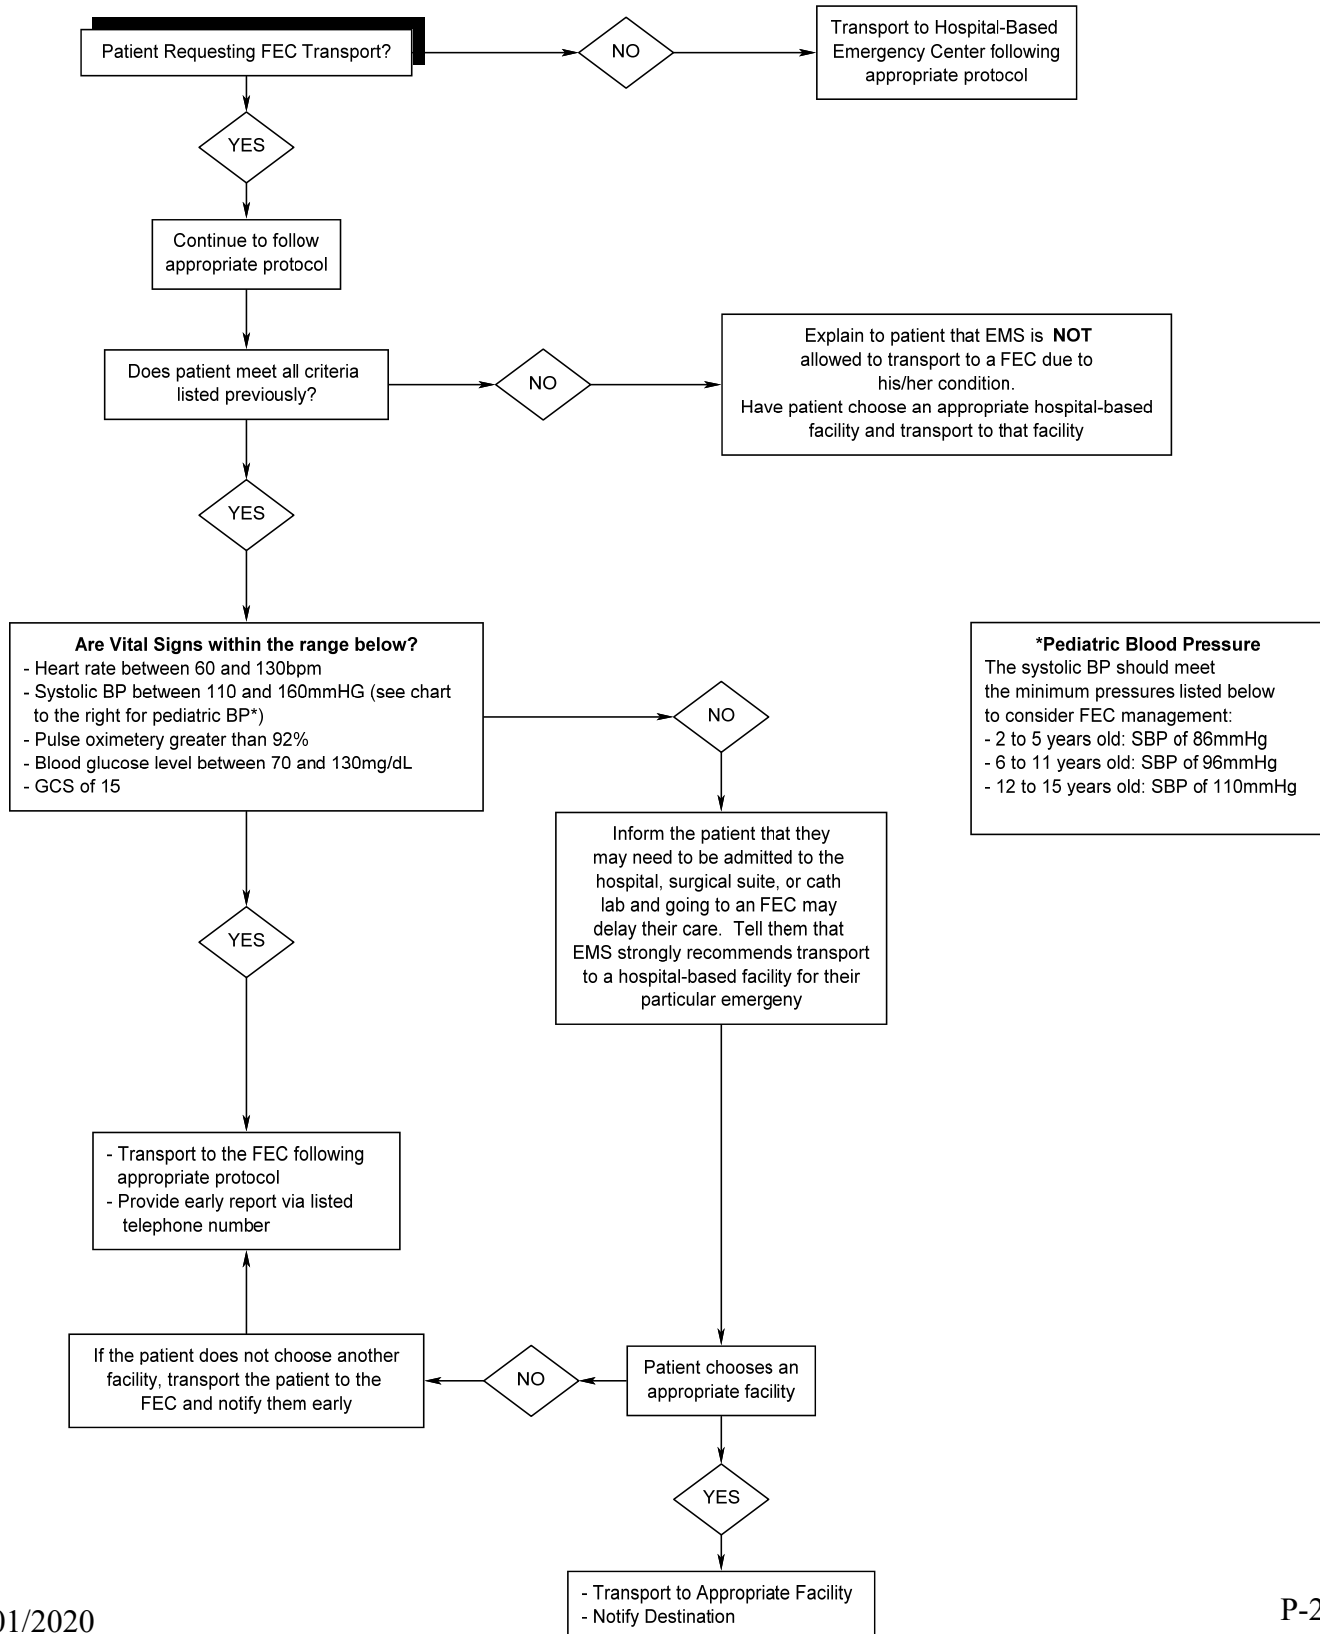 Patient Requesting FEC Transport?
NO
Transport to Hospital-Based
Emergency Center following
appropriate protocol
YES
Continue to follow
appropriate protocol
Does patient meet all criteria
listed previously?
NO
Explain to patient that EMS is NOT
allowed to transport to a FEC due to
his/her condition.
Have patient choose an appropriate hospital-based
facility and transport to that facility
YES
Are Vital Signs within the range below?
- Heart rate between 60 and 130bpm
- Systolic BP between 110 and 160mmHG (see chart
to the right for pediatric BP*)
- Pulse oximetery greater than 92%
- Blood glucose level between 70 and 130mg/dL
- GCS of 15
NO
*Pediatric Blood Pressure
The systolic BP should meet
the minimum pressures listed below
to consider FEC management:
- 2 to 5 years old: SBP of 86mmHg
- 6 to 11 years old: SBP of 96mmHg
- 12 to 15 years old: SBP of 110mmHg
Inform the patient that they
may need to be admitted to the
hospital, surgical suite, or cath
lab and going to an FEC may
delay their care. Tell them that
EMS strongly recommends transport
to a hospital-based facility for their
particular emergeny
YES
- Transport to the FEC following
appropriate protocol
- Provide early report via listed
telephone number
If the patient does not choose another
facility, transport the patient to the
FEC and notify them early
NO
Patient chooses an
appropriate facility
YES
- Transport to Appropriate Facility
- Notify Destination
01/2020
P-2